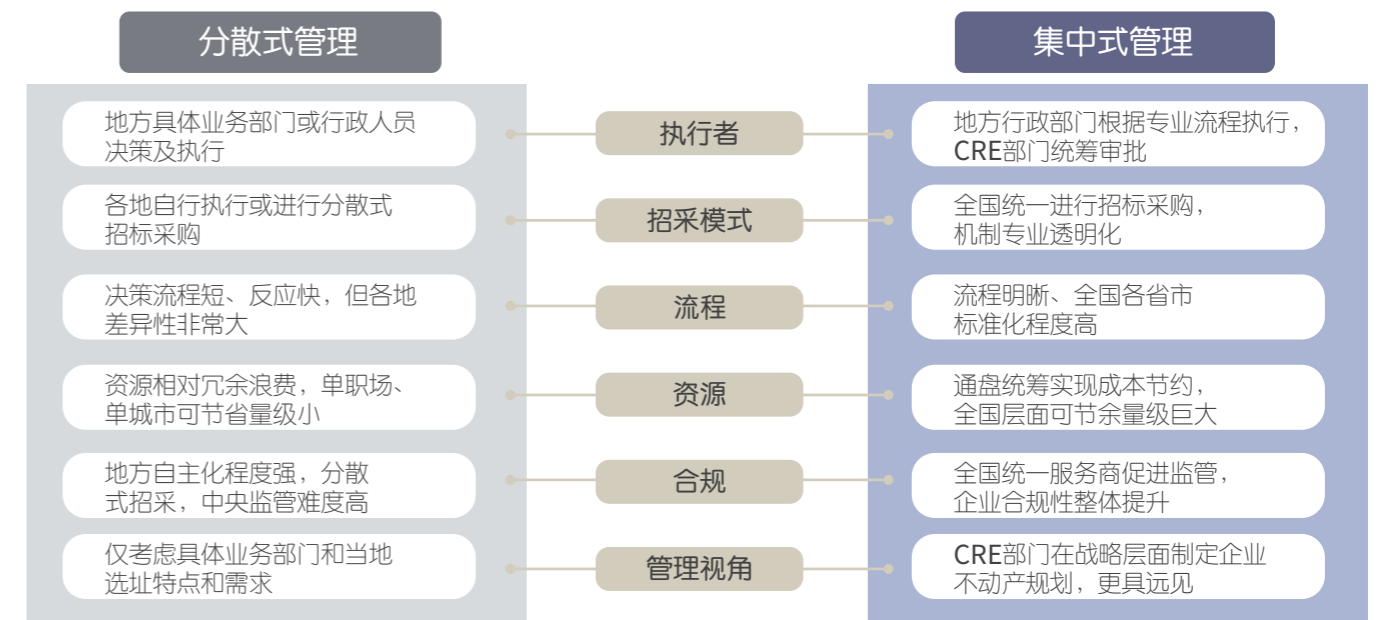 分散式管理
集中式管理
地方具体业务部门或行政人员
决策及执行
执行者
地方行政部门根据专业流程执行，
CRE部门统筹审批
各地自行执行或进行分散式
招标采购
招采模式
全国统一进行招标采购，
机制专业透明化
决策流程短、反应快，但各地
差异性非常大
流程
流程明晰、全国各省市
标准化程度高
资源相对冗余浪费，单职场、
单城市可节省量级小
资源
通盘统筹实现成本节约，
全国层面可节余量级巨大
地方自主化程度强，分散
式招采，中央监管难度高
合规
全国统一服务商促进监管，
企业合规性整体提升
仅考虑具体业务部门和当地
选址特点和需求
管理视角
CRE部门在战略层面制定企业
不动产规划，更具远见